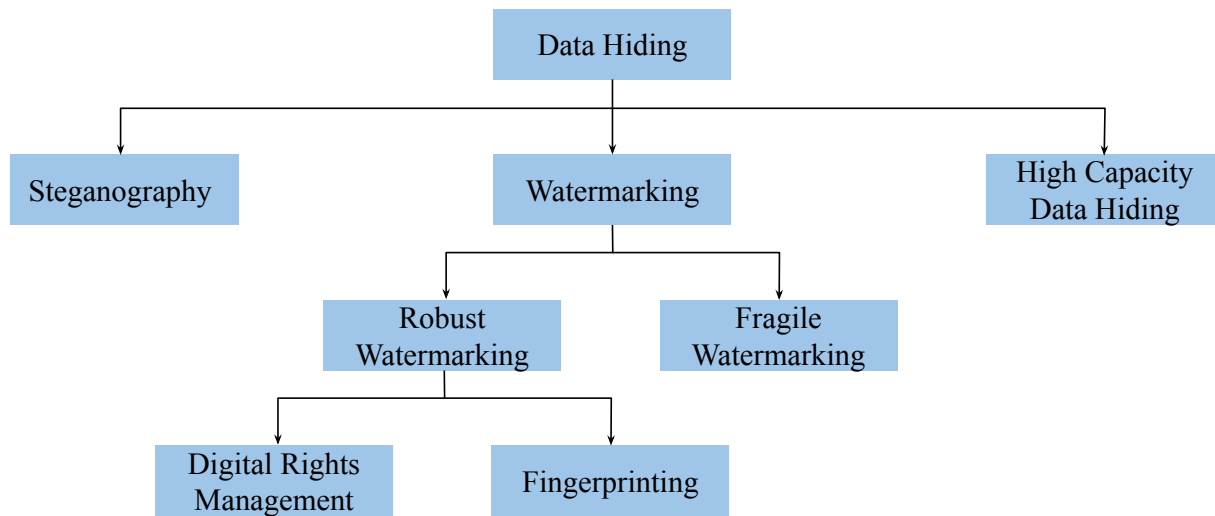 Data Hiding
Steganography
Watermarking
High Capacity
Data Hiding
Robust
Watermarking
Fragile
Watermarking
Digital Rights
Management
Fingerprinting